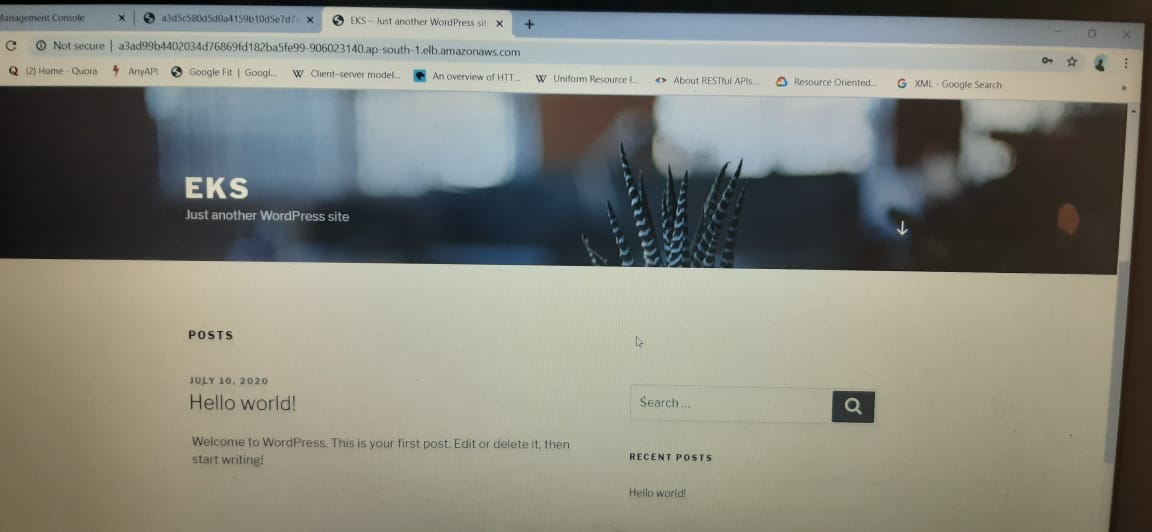 Management Console
a3d5c580d5d0a4159b10d5e7d7
EKS – Just another WordPress sit
Not secure | a3ad99b4402034d76869fd182ba5fe99-906023140.ap-south-1.elb.amazonaws.com
(2) Home - Quora
AnyAPI
Google Fit | Googl...
Client-server model...
An overview of HTT...
Uniform Resource I...
About RESTful APIs...
Resource Oriented...
XML - Google Search
EKS
Just another WordPress site
POSTS
JULY 10, 2020
Hello world!
Welcome to WordPress. This is your first post. Edit or delete it, then
start writing!
Search ...
RECENT POSTS
Hello world!